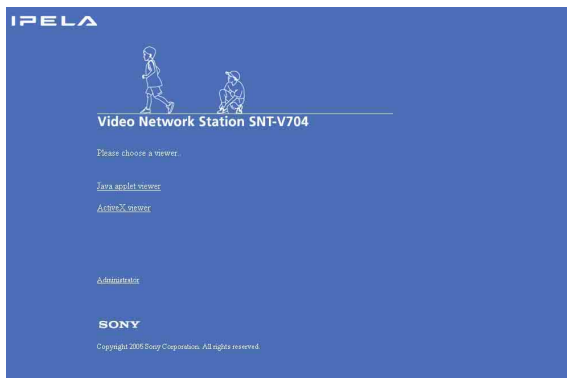 IPELA
Video Network Station SNT-V704
Please choose a viewer.
Java applet viewer
ActiveX viewer
Administrator
SONY
Copyright 2005 Sony Corporation. All rights reserved.